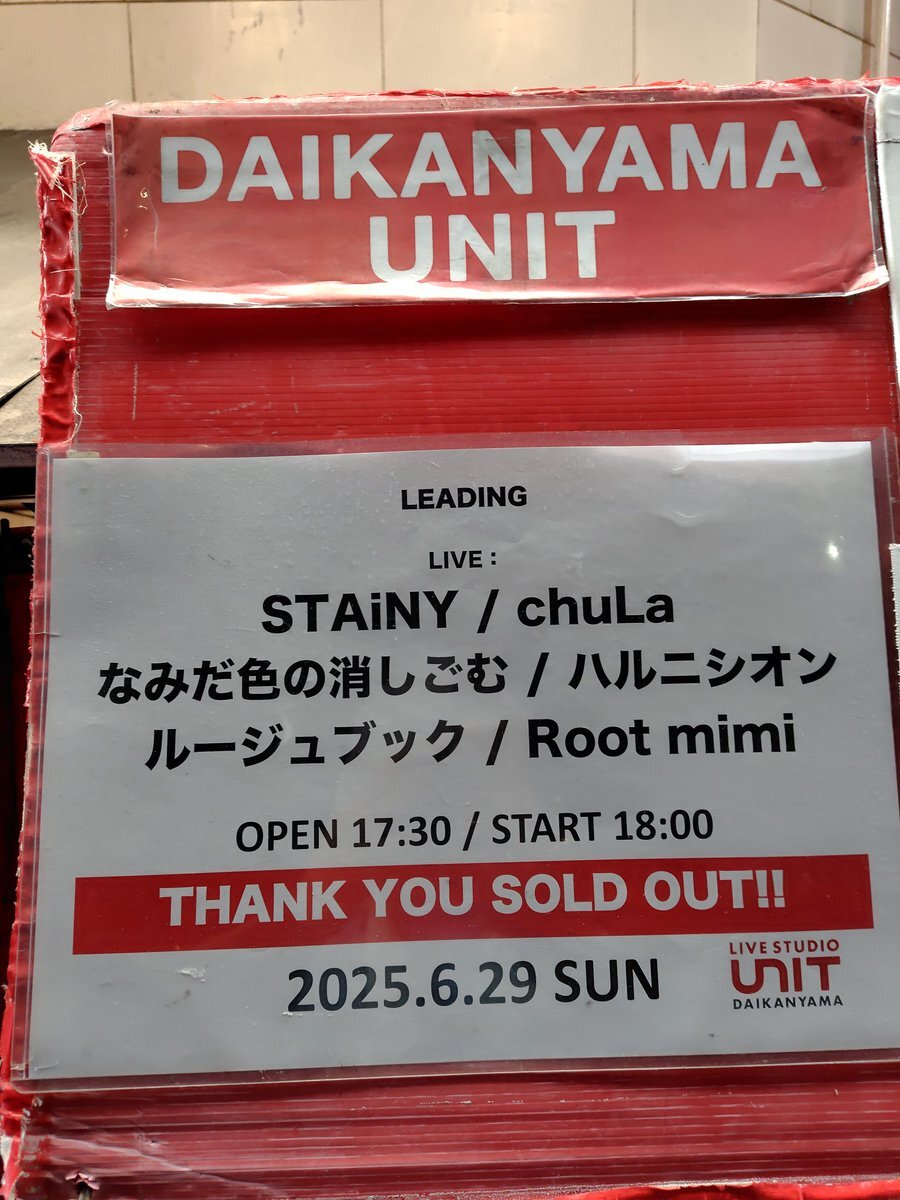 DAIKANYAMA
UNIT
LEADING
LIVE：
STAiNY / chuLa
なみだ色の消しごむ / ハルニシオン
ルージュブック / Root mimi
OPEN 17:30 / START 18:00
THANK YOU SOLD OUT!!
2025.6.29 SUN
LIVE STUDIO
UNIT
DAIKANYAMA